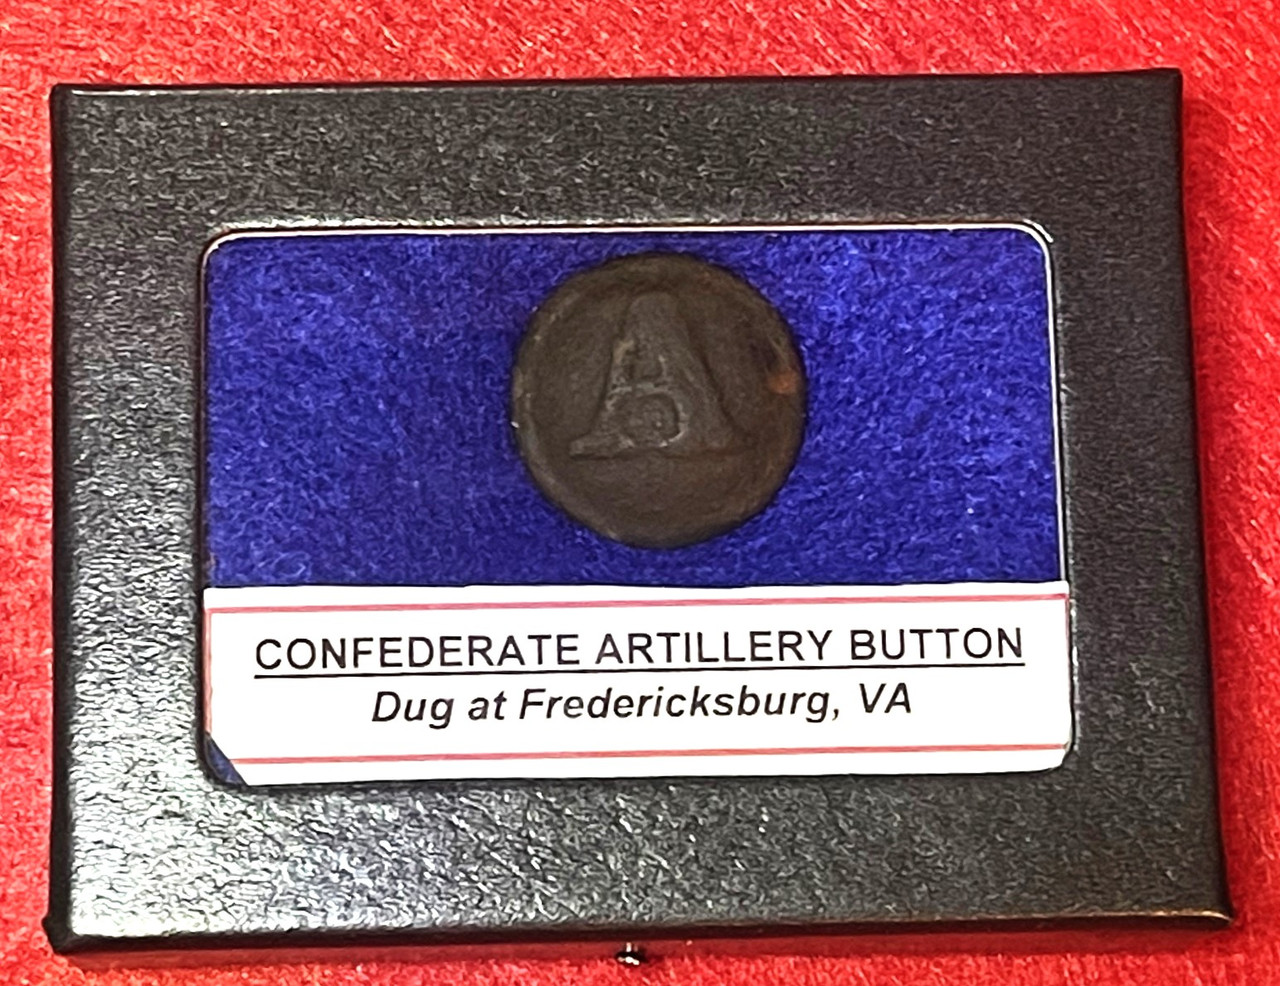 A
CONFEDERATE ARTILLERY BUTTON
Dug at Fredericksburg, VA